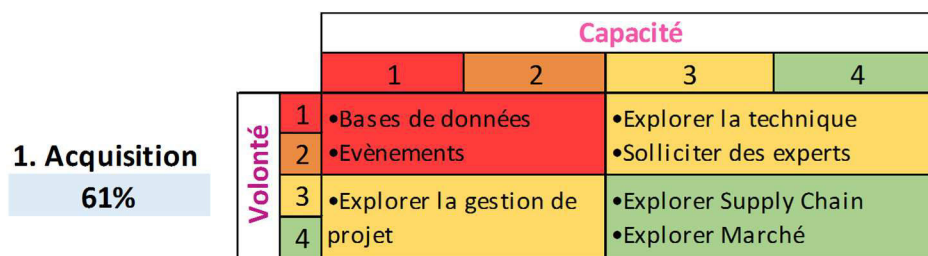 Capacité
1 2 3 4
1. Acquisition
61%
Volonté
1
2
3
4
•Bases de données
•Evènements
•Explorer la technique
•Solliciter des experts
•Explorer la gestion de
projet
•Explorer Supply Chain
•Explorer Marché